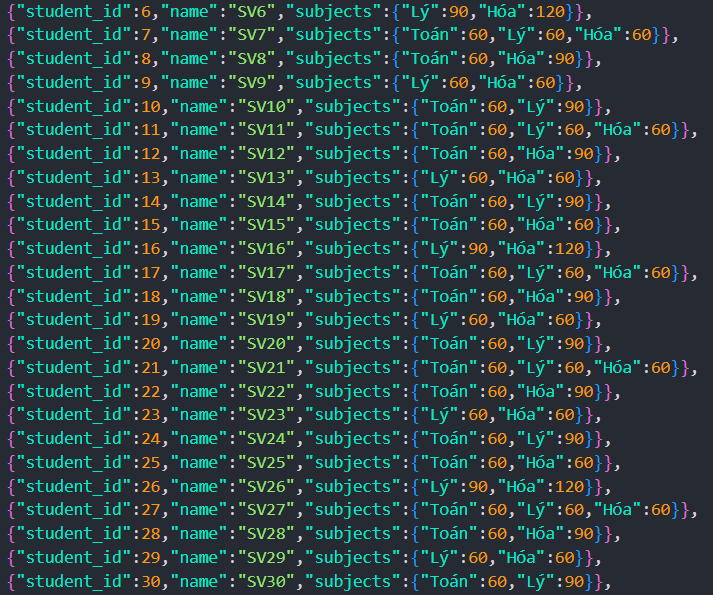 {"student_id":6,"name":"SV6","subjects":{"Lý":90,"Hóa":120}},
{"student_id":7,"name":"SV7","subjects":{"Toán":60,"Lý":60,"Hóa":60}},
{"student_id":8,"name":"SV8","subjects":{"Toán":60,"Hóa":90}},
{"student_id":9,"name":"SV9","subjects":{"Lý":60,"Hóa":60}},
{"student_id":10,"name":"SV10","subjects":{"Toán":60,"Lý":90}},
{"student_id":11,"name":"SV11","subjects":{"Toán":60,"Lý":60,"Hóa":60}},
{"student_id":12,"name":"SV12","subjects":{"Toán":60,"Hóa":90}},
{"student_id":13,"name":"SV13","subjects":{"Lý":60,"Hóa":60}},
{"student_id":14,"name":"SV14","subjects":{"Toán":60,"Lý":90}},
{"student_id":15,"name":"SV15","subjects":{"Toán":60,"Hóa":60}},
{"student_id":16,"name":"SV16","subjects":{"Lý":90,"Hóa":120}},
{"student_id":17,"name":"SV17","subjects":{"Toán":60,"Lý":60,"Hóa":60}},
{"student_id":18,"name":"SV18","subjects":{"Toán":60,"Hóa":90}},
{"student_id":19,"name":"SV19","subjects":{"Lý":60,"Hóa":60}},
{"student_id":20,"name":"SV20","subjects":{"Toán":60,"Lý":90}},
{"student_id":21,"name":"SV21","subjects":{"Toán":60,"Lý":60,"Hóa":60}},
{"student_id":22,"name":"SV22","subjects":{"Toán":60,"Hóa":90}},
{"student_id":23,"name":"SV23","subjects":{"Lý":60,"Hóa":60}},
{"student_id":24,"name":"SV24","subjects":{"Toán":60,"Lý":90}},
{"student_id":25,"name":"SV25","subjects":{"Toán":60,"Hóa":60}},
{"student_id":26,"name":"SV26","subjects":{"Lý":90,"Hóa":120}},
{"student_id":27,"name":"SV27","subjects":{"Toán":60,"Lý":60,"Hóa":60}},
{"student_id":28,"name":"SV28","subjects":{"Toán":60,"Hóa":90}},
{"student_id":29,"name":"SV29","subjects":{"Lý":60,"Hóa":60}},
{"student_id":30,"name":"SV30","subjects":{"Toán":60,"Lý":90}},